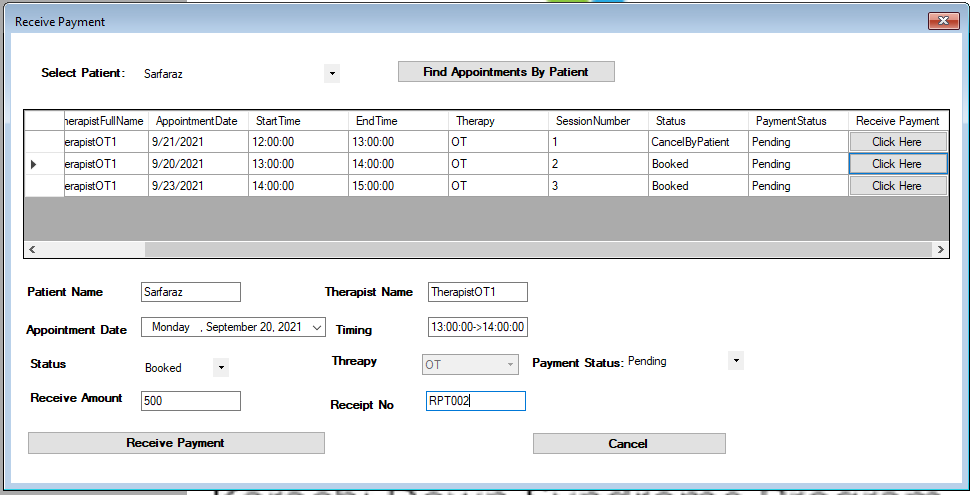 Receive Payment
Select Patient: Sarfaraz Find Appointments By Patient
herapistFullName AppointmentDate StartTime EndTime Therapy SessionNumber Status PaymentStatus Receive Payment
erapistOT1 9/21/2021 12:00:00 13:00:00 OT 1 CancelByPatient Pending Click Here
erapistOT1 9/20/2021 13:00:00 14:00:00 OT 2 Booked Pending Click Here
erapistOT1 9/23/2021 14:00:00 15:00:00 OT 3 Booked Pending Click Here
Patient Name Sarfaraz Therapist Name TherapistOT1
Appointment Date Monday , September 20, 2021 Timing 13:00:00->14:00:00
Status Booked Threapy OT Payment Status: Pending
Receive Amount 500 Receipt No RPT002
Receive Payment Cancel